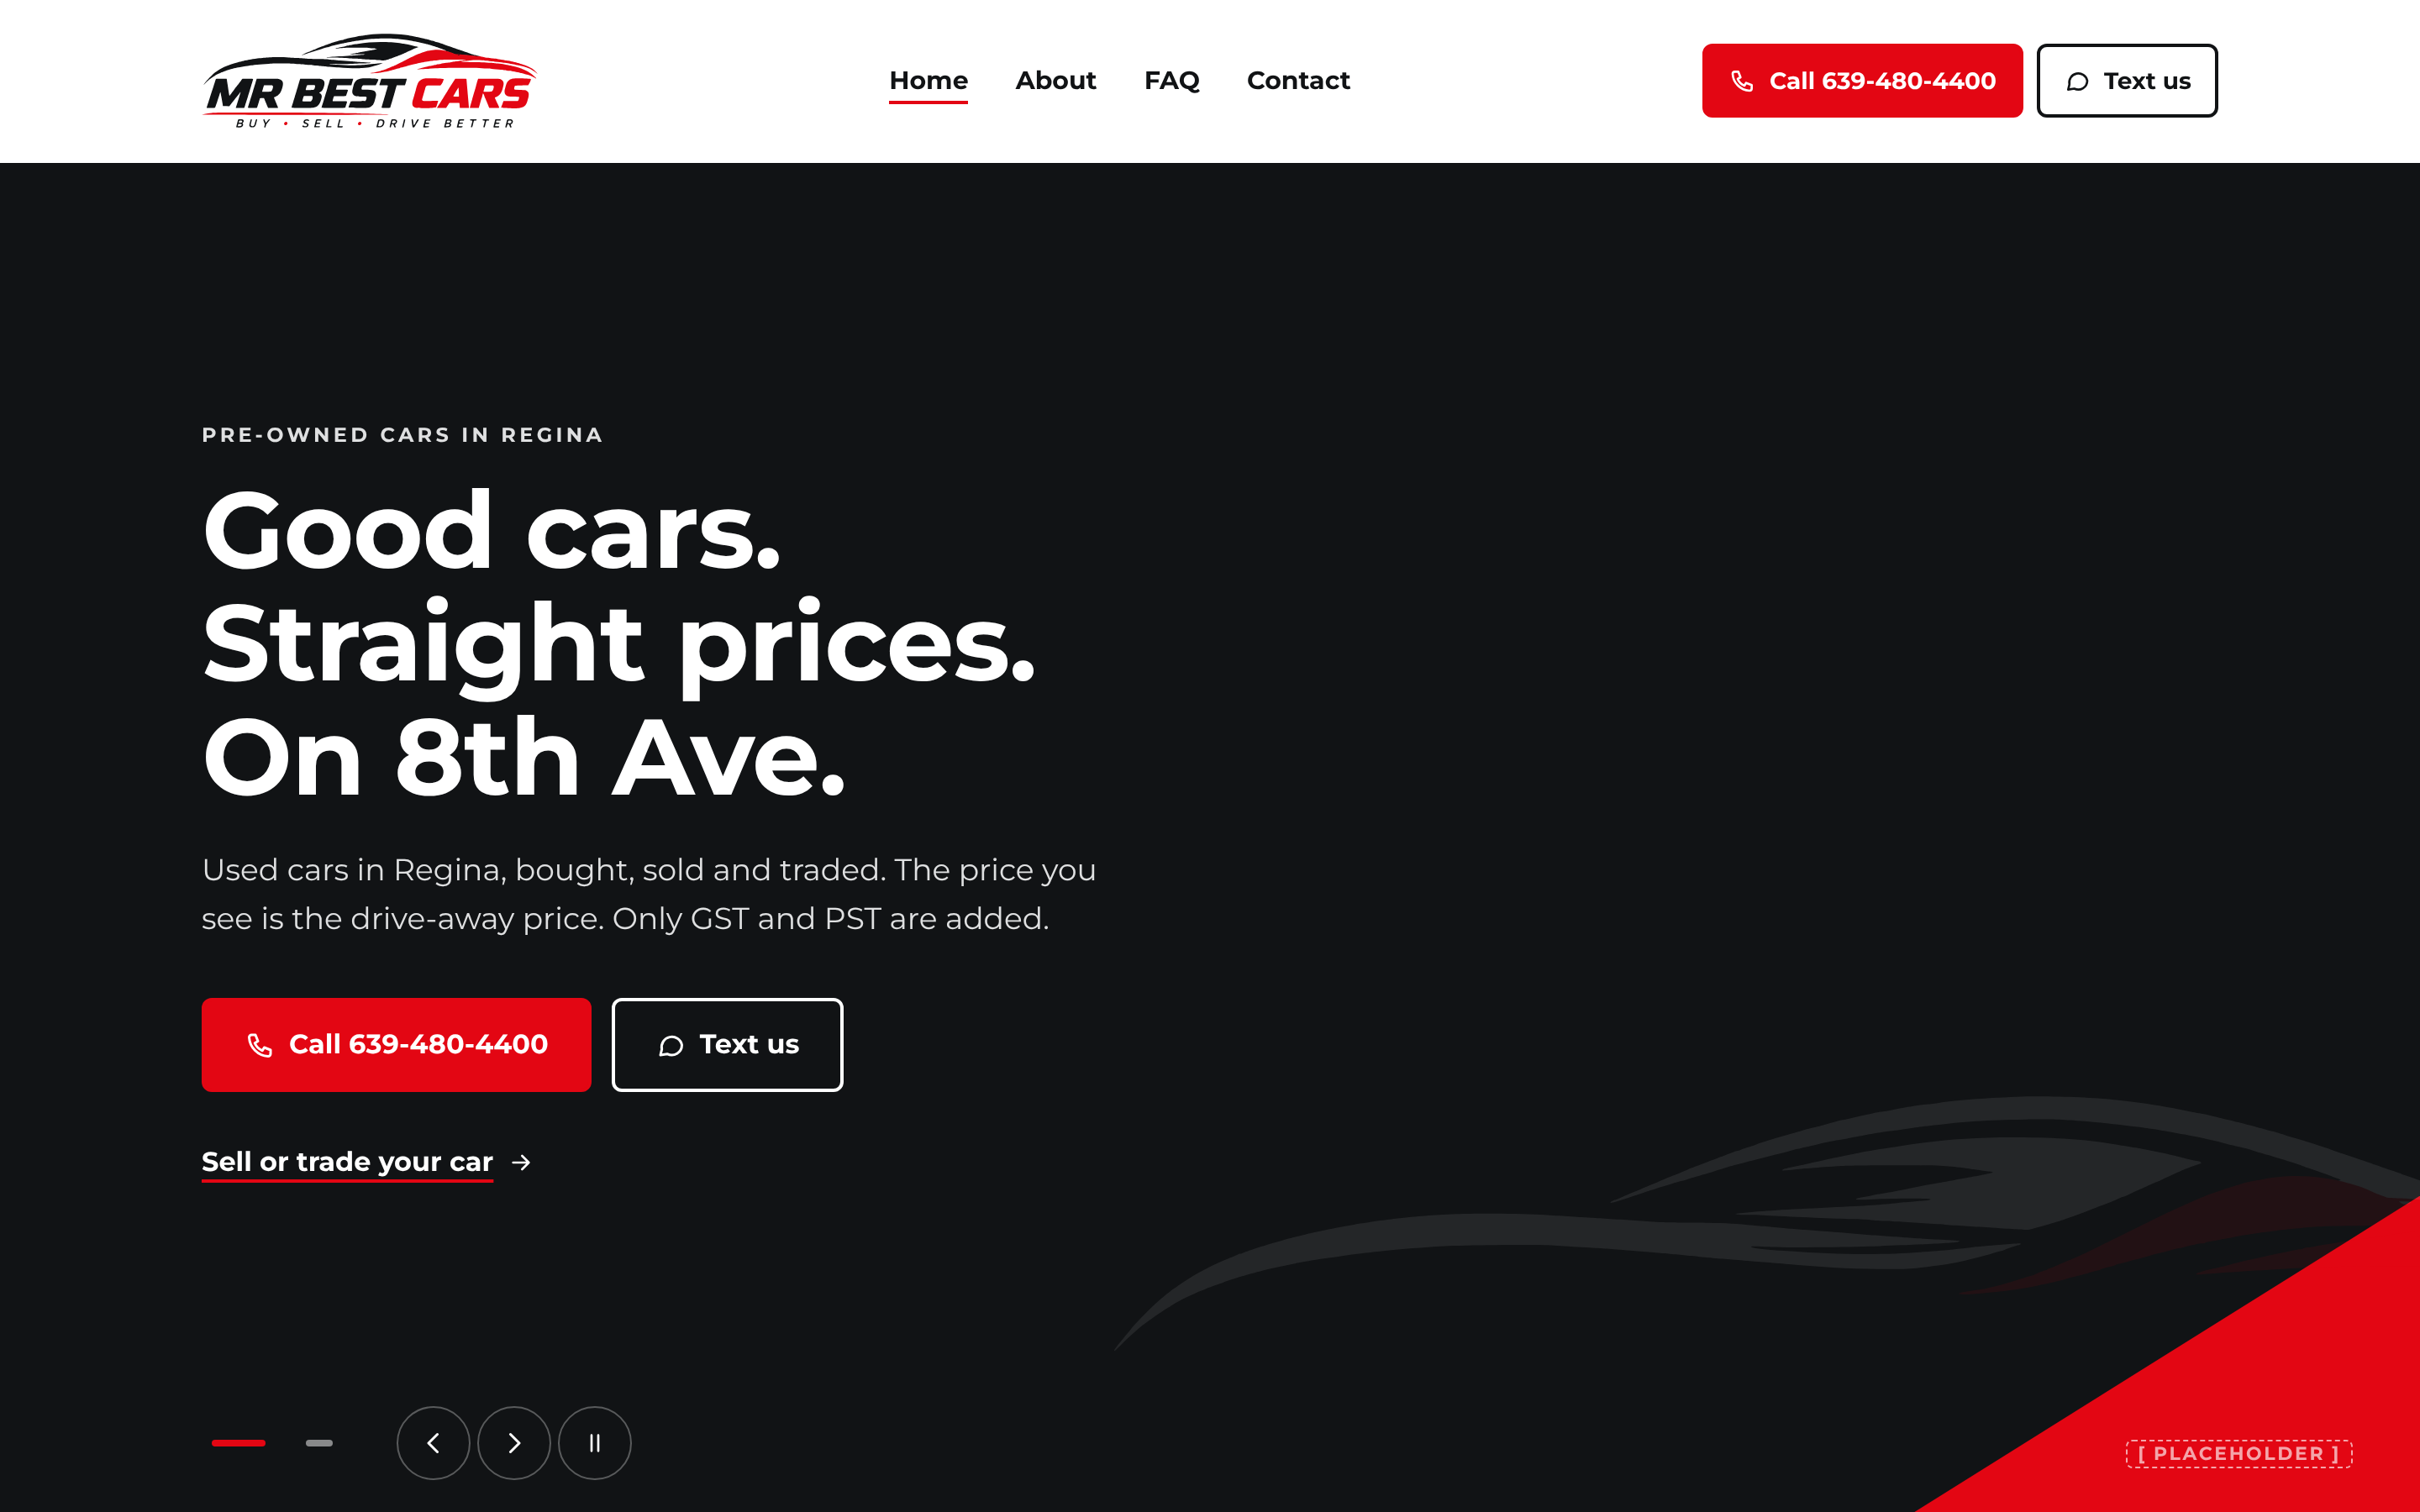 MR BEST CARS
BUY • SELL • DRIVE BETTER
Home
About
FAQ
Contact
Call 639-480-4400
Text us
PRE-OWNED CARS IN REGINA
Good cars.
Straight prices.
On 8th Ave.
Used cars in Regina, bought, sold and traded. The price you
see is the drive-away price. Only GST and PST are added.
Call 639-480-4400
Text us
Sell or trade your car
[ PLACEHOLDER ]